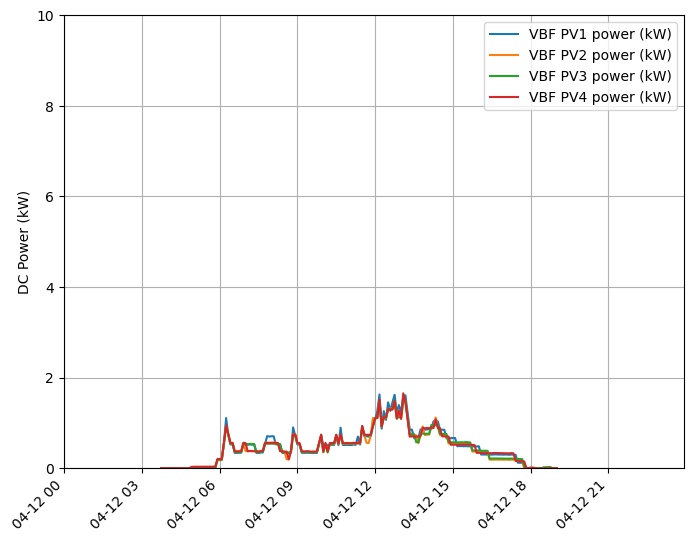 10
8
6
4
2
0
DC Power (kW)
VBF PV1 power (kW)
VBF PV2 power (kW)
VBF PV3 power (kW)
VBF PV4 power (kW)
04-12 00
04-12 03
04-12 06
04-12 09
04-12 12
04-12 15
04-12 18
04-12 21